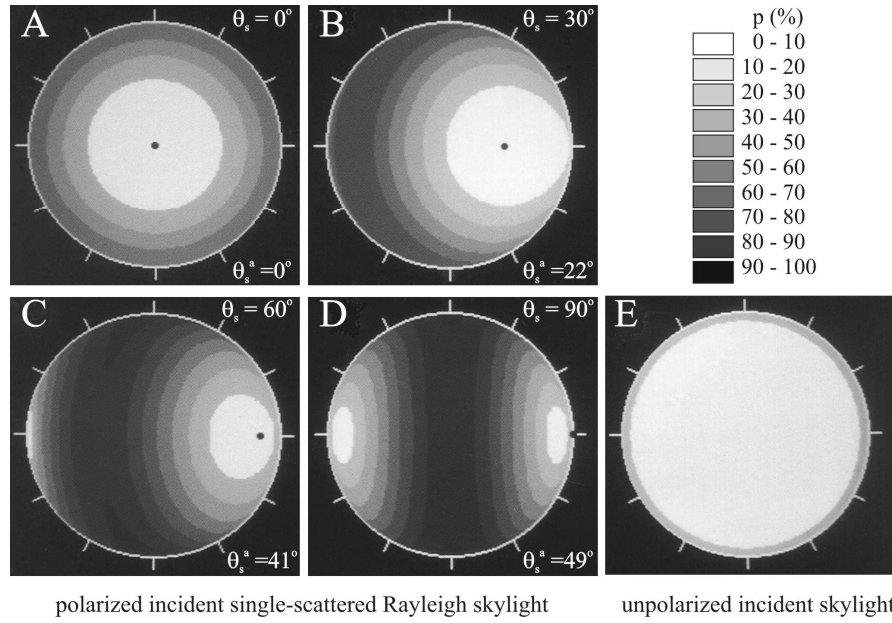 A
θₛ=0°
θₛᵃ=0°
B
θₛ=30°
θₛᵃ=22°
p (%)
0 - 10
10 - 20
20 - 30
30 - 40
40 - 50
50 - 60
60 - 70
70 - 80
80 - 90
90 - 100
C
θₛ=60°
θₛᵃ=41°
D
θₛ=90°
θₛᵃ=49°
E
polarized incident single-scattered Rayleigh skylight
unpolarized incident skylight